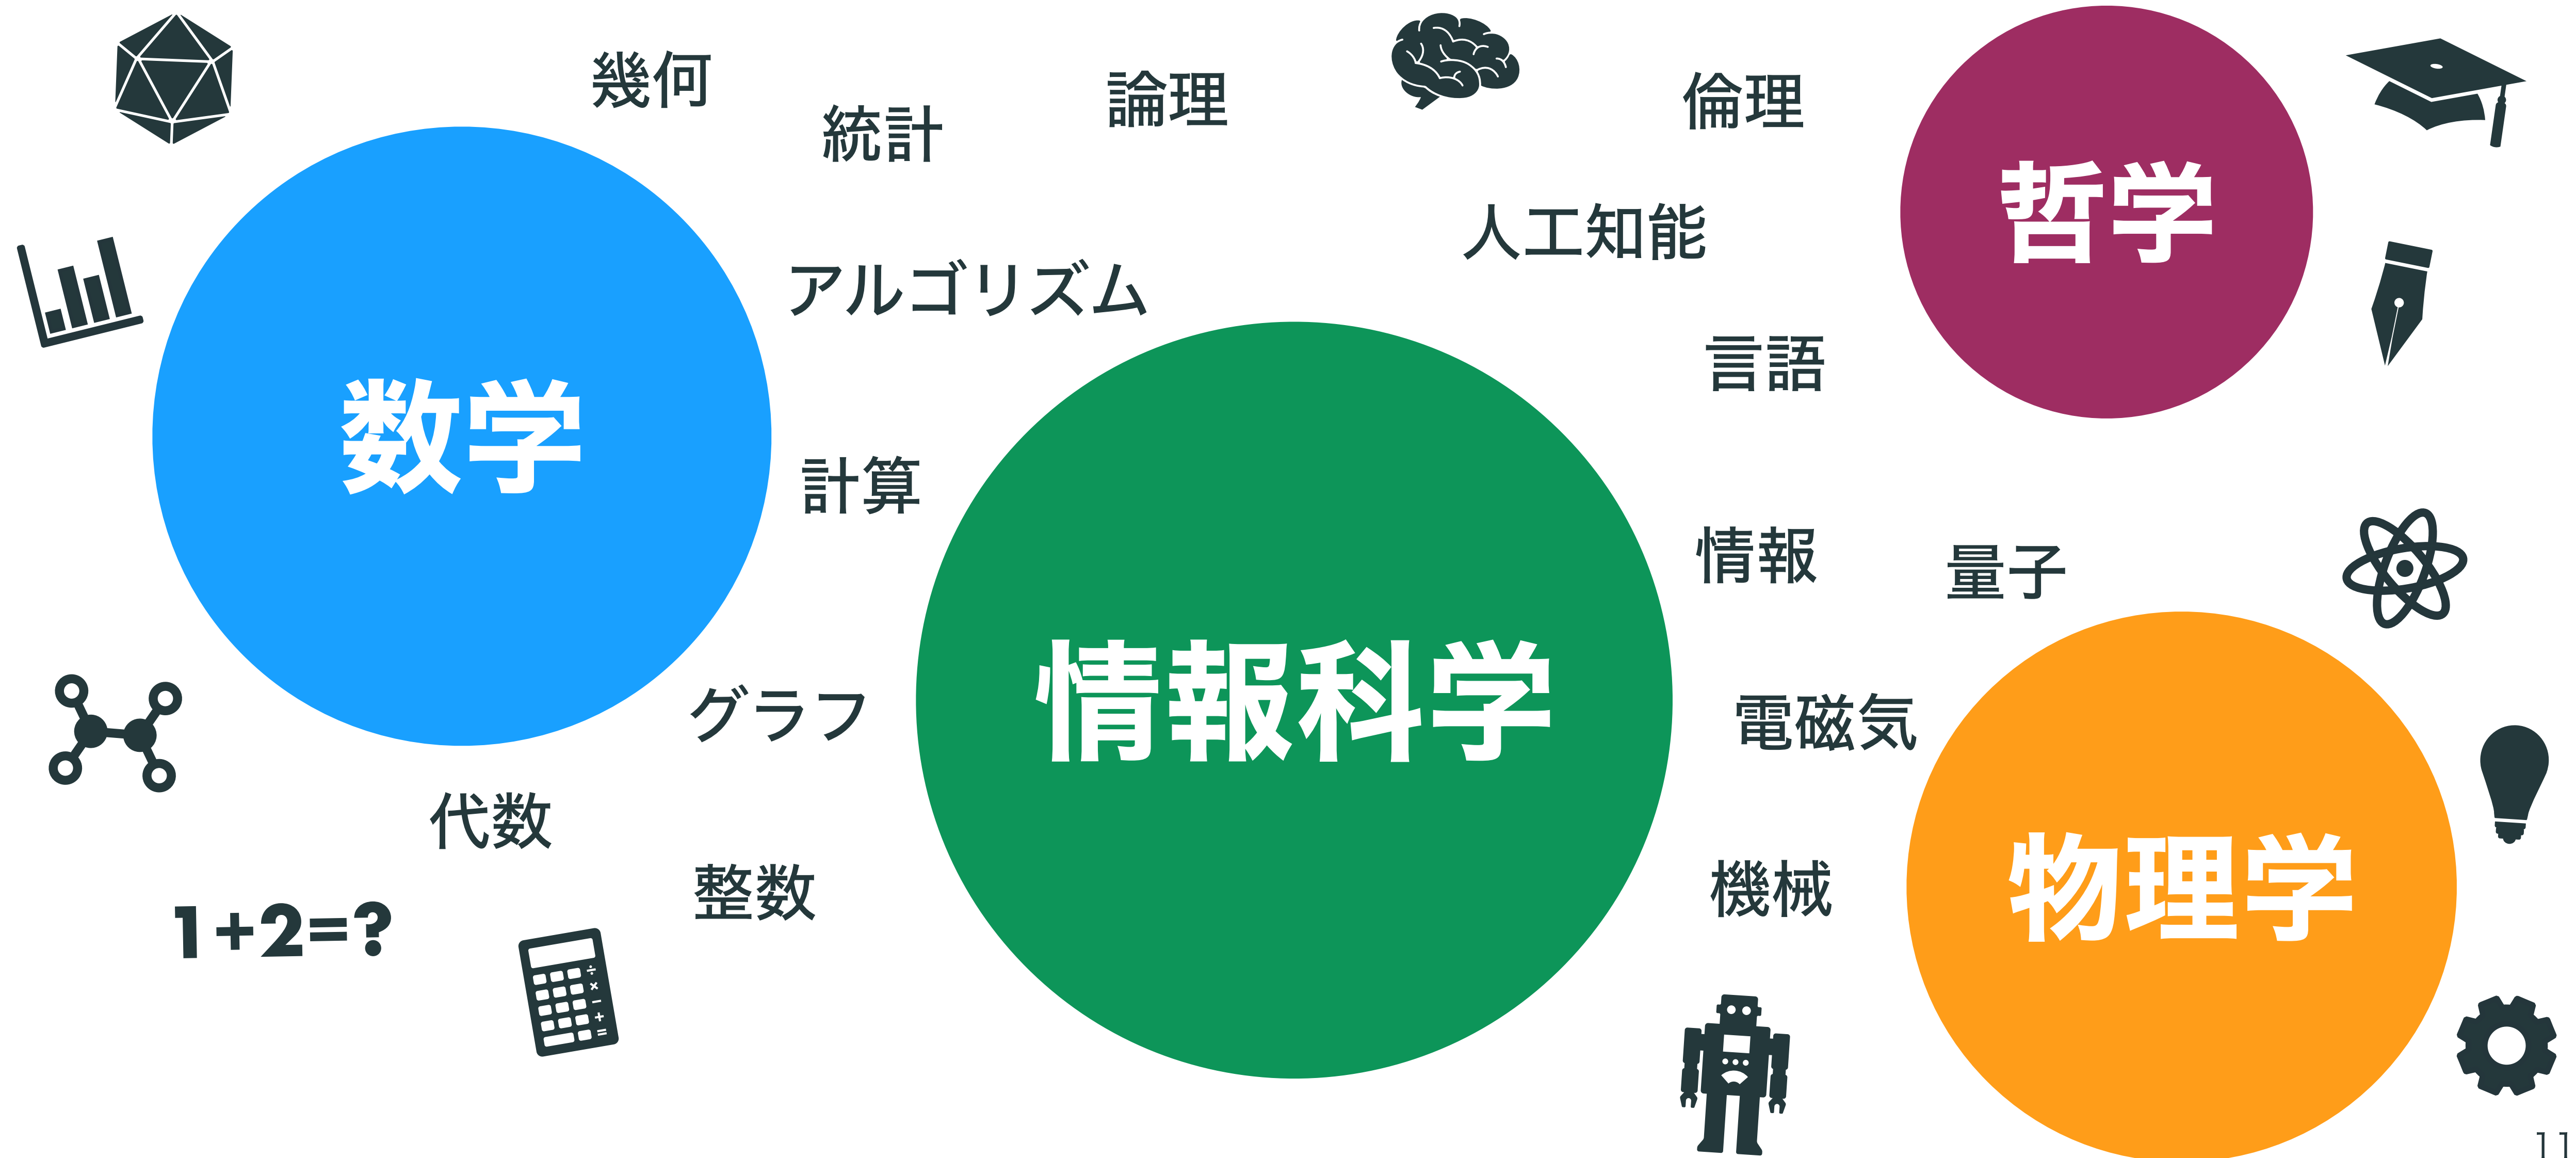 幾何
統計
論理
倫理
哲学
人工知能
アルゴリズム
言語
数学
計算
情報
量子
情報科学
グラフ
電磁気
代数
整数
機械
物理学
1+2=?
÷
×
−
+
=
11